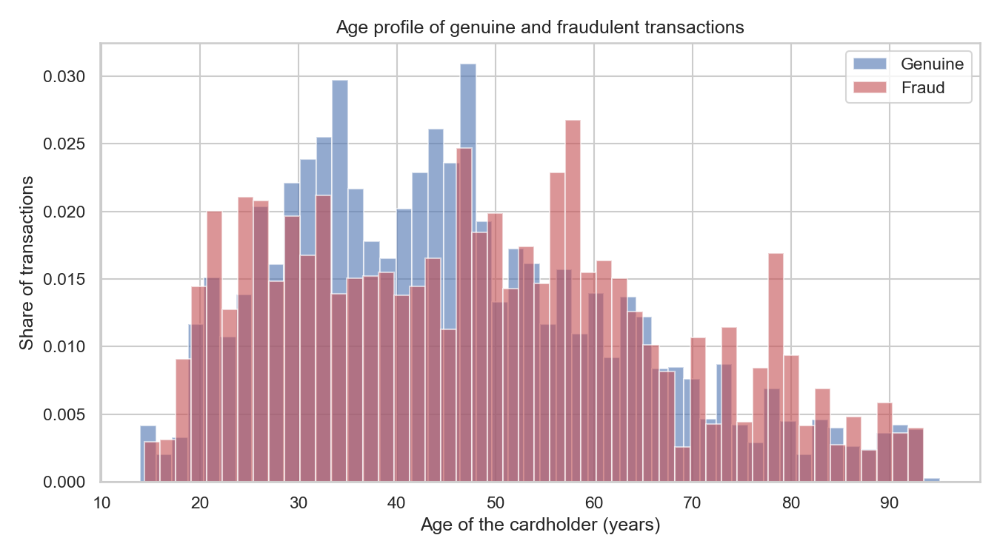 Age profile of genuine and fraudulent transactions
Genuine
Fraud
0.030
0.025
0.020
0.015
0.010
0.005
0.000
Share of transactions
10 20 30 40 50 60 70 80 90
Age of the cardholder (years)